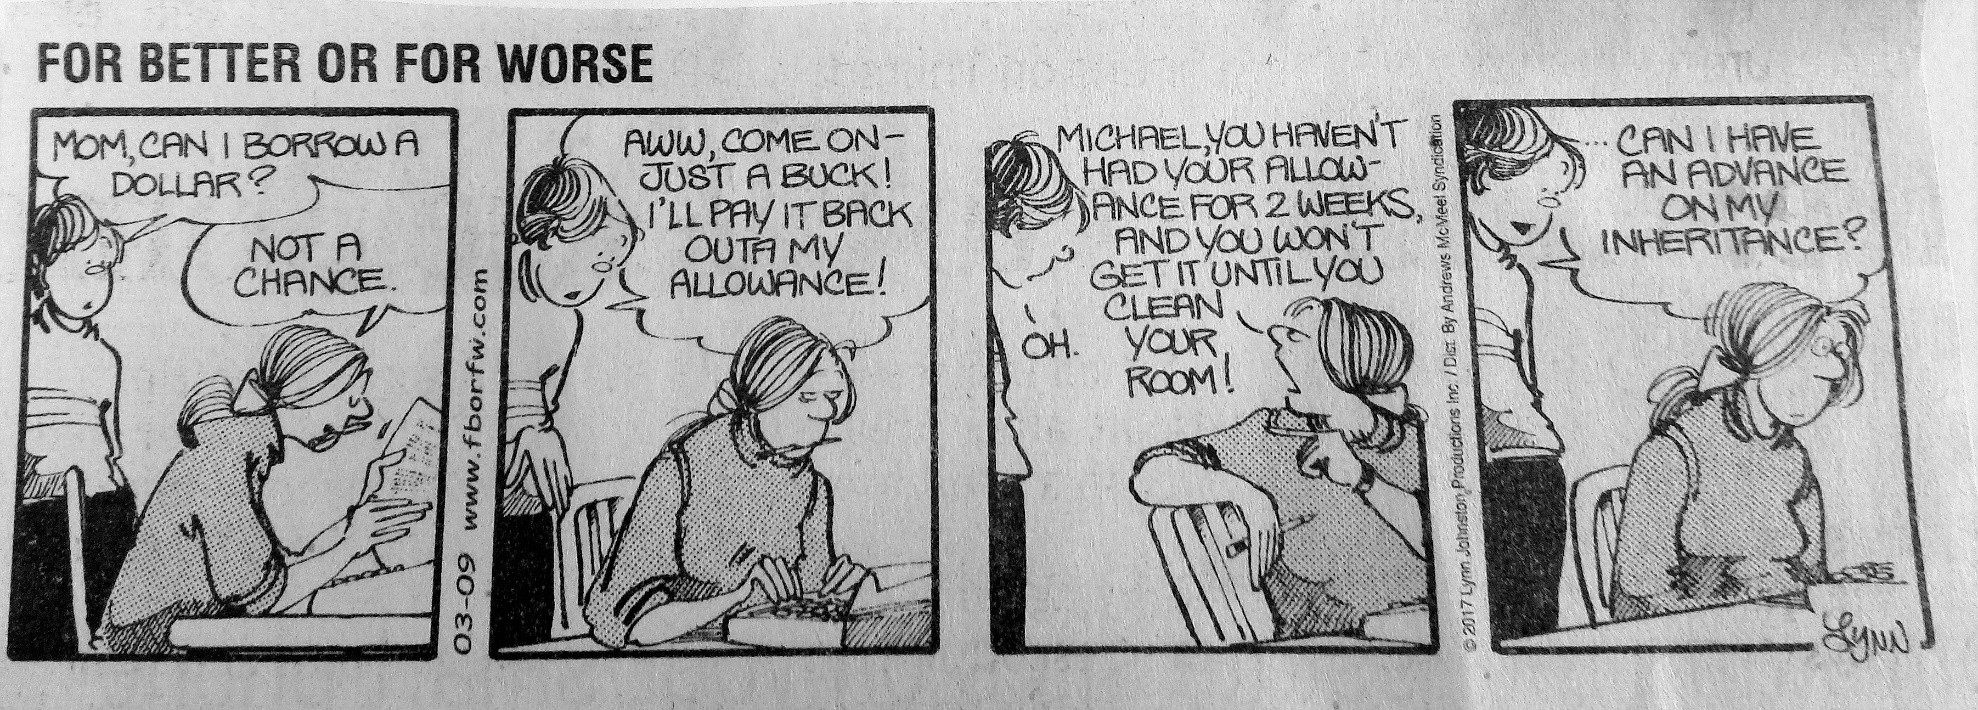 FOR BETTER OR FOR WORSE
MOM, CAN I BORROW A
DOLLAR?
NOT A
CHANCE.
03-09 www.fborfw.com
AWW, COME ON-
JUST A BUCK!
I'LL PAY IT BACK
OUTA MY
ALLOWANCE!
MICHAEL, YOU HAVEN'T
HAD YOUR ALLOW-
ANCE FOR 2 WEEKS,
AND YOU WON'T
GET IT UNTIL YOU
CLEAN
YOUR
ROOM!
OH.
© 2017 Lynn Johnston Productions Inc. / Dist. By Andrews McMeel Syndication
... CAN I HAVE
AN ADVANCE
ON MY
INHERITANCE?
LYNN